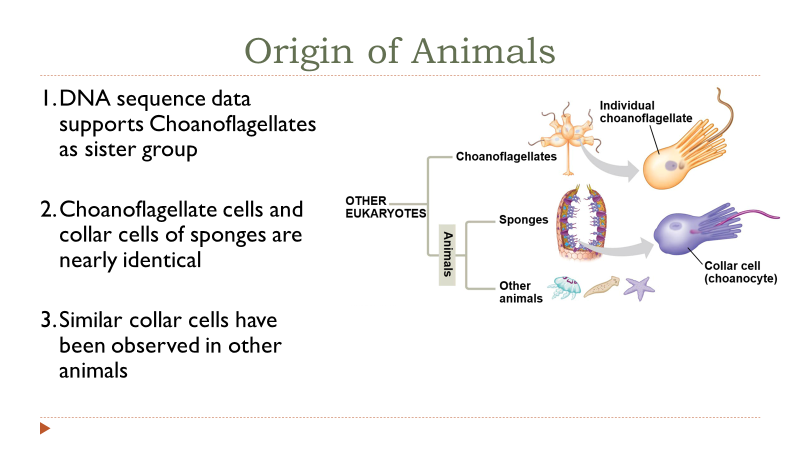 Origin of Animals
1. DNA sequence data
supports Choanoflagellates
as sister group
2. Choanoflagellate cells and
collar cells of sponges are
nearly identical
3. Similar collar cells have
been observed in other
animals
Individual
choanoflagellate
Choanoflagellates
OTHER
EUKARYOTES
Sponges
Animals
Collar cell
(choanocyte)
Other
animals